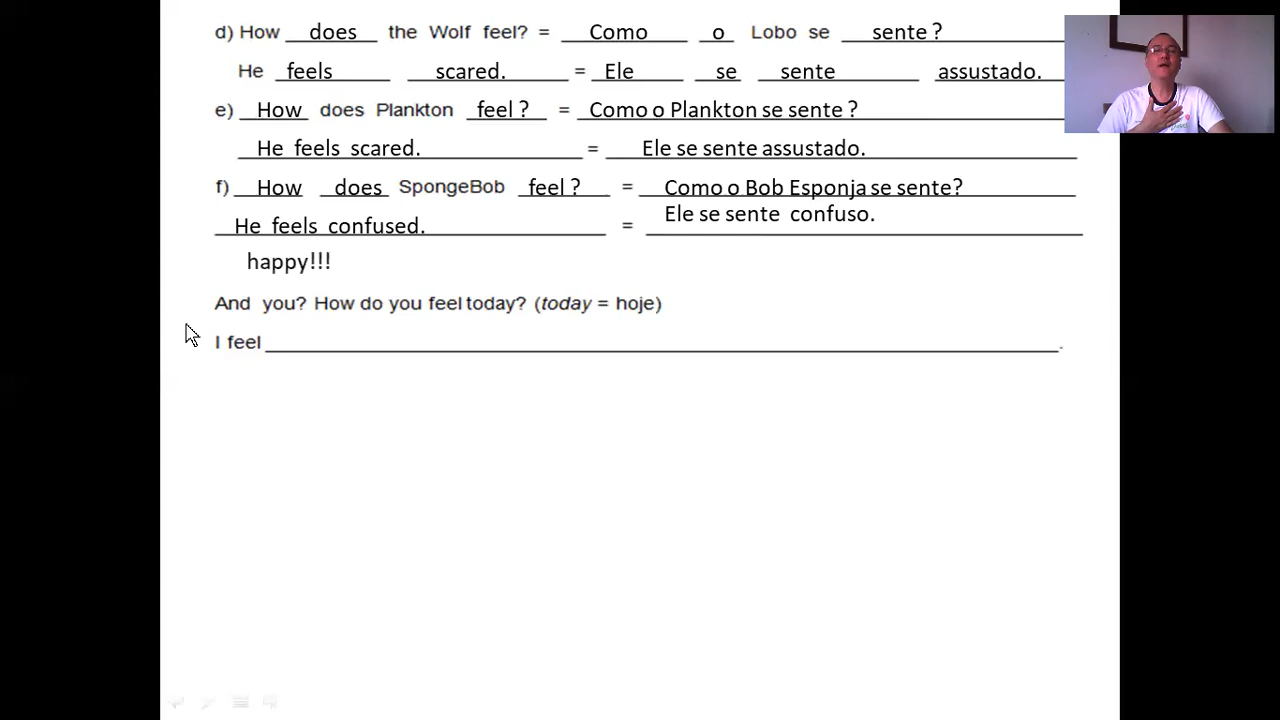 d) How does the Wolf feel? = Como o Lobo se sente ?
He feels scared. = Ele se sente assustado.
e) How does Plankton feel ? = Como o Plankton se sente ?
He feels scared. = Ele se sente assustado.
f) How does SpongeBob feel ? = Como o Bob Esponja se sente?
He feels confused. = Ele se sente confuso.
happy!!!
And you? How do you feel today? (today = hoje)
I feel ______________________________.